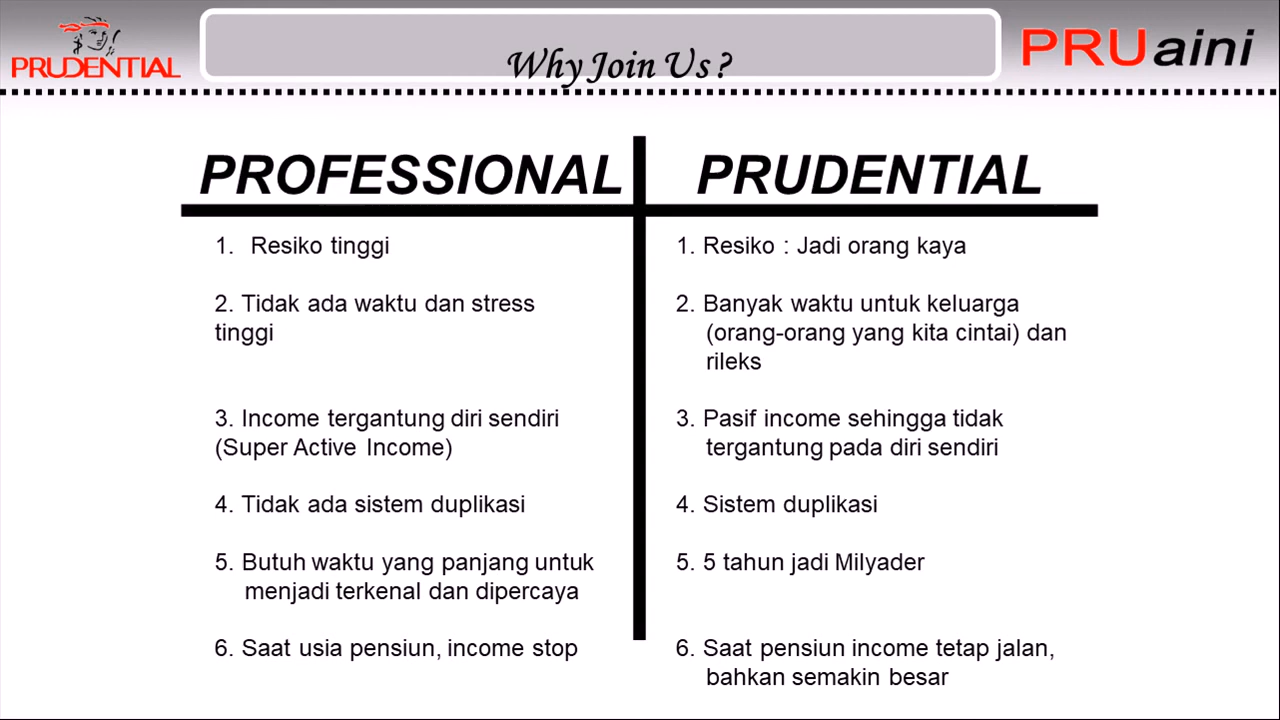 PRUDENTIAL
Why Join Us ?
PRUaini
PROFESSIONAL
1. Resiko tinggi
2. Tidak ada waktu dan stress
tinggi
3. Income tergantung diri sendiri
(Super Active Income)
4. Tidak ada sistem duplikasi
5. Butuh waktu yang panjang untuk
menjadi terkenal dan dipercaya
6. Saat usia pensiun, income stop
PRUDENTIAL
1. Resiko : Jadi orang kaya
2. Banyak waktu untuk keluarga
(orang-orang yang kita cintai) dan
rileks
3. Pasif income sehingga tidak
tergantung pada diri sendiri
4. Sistem duplikasi
5. 5 tahun jadi Milyader
6. Saat pensiun income tetap jalan,
bahkan semakin besar